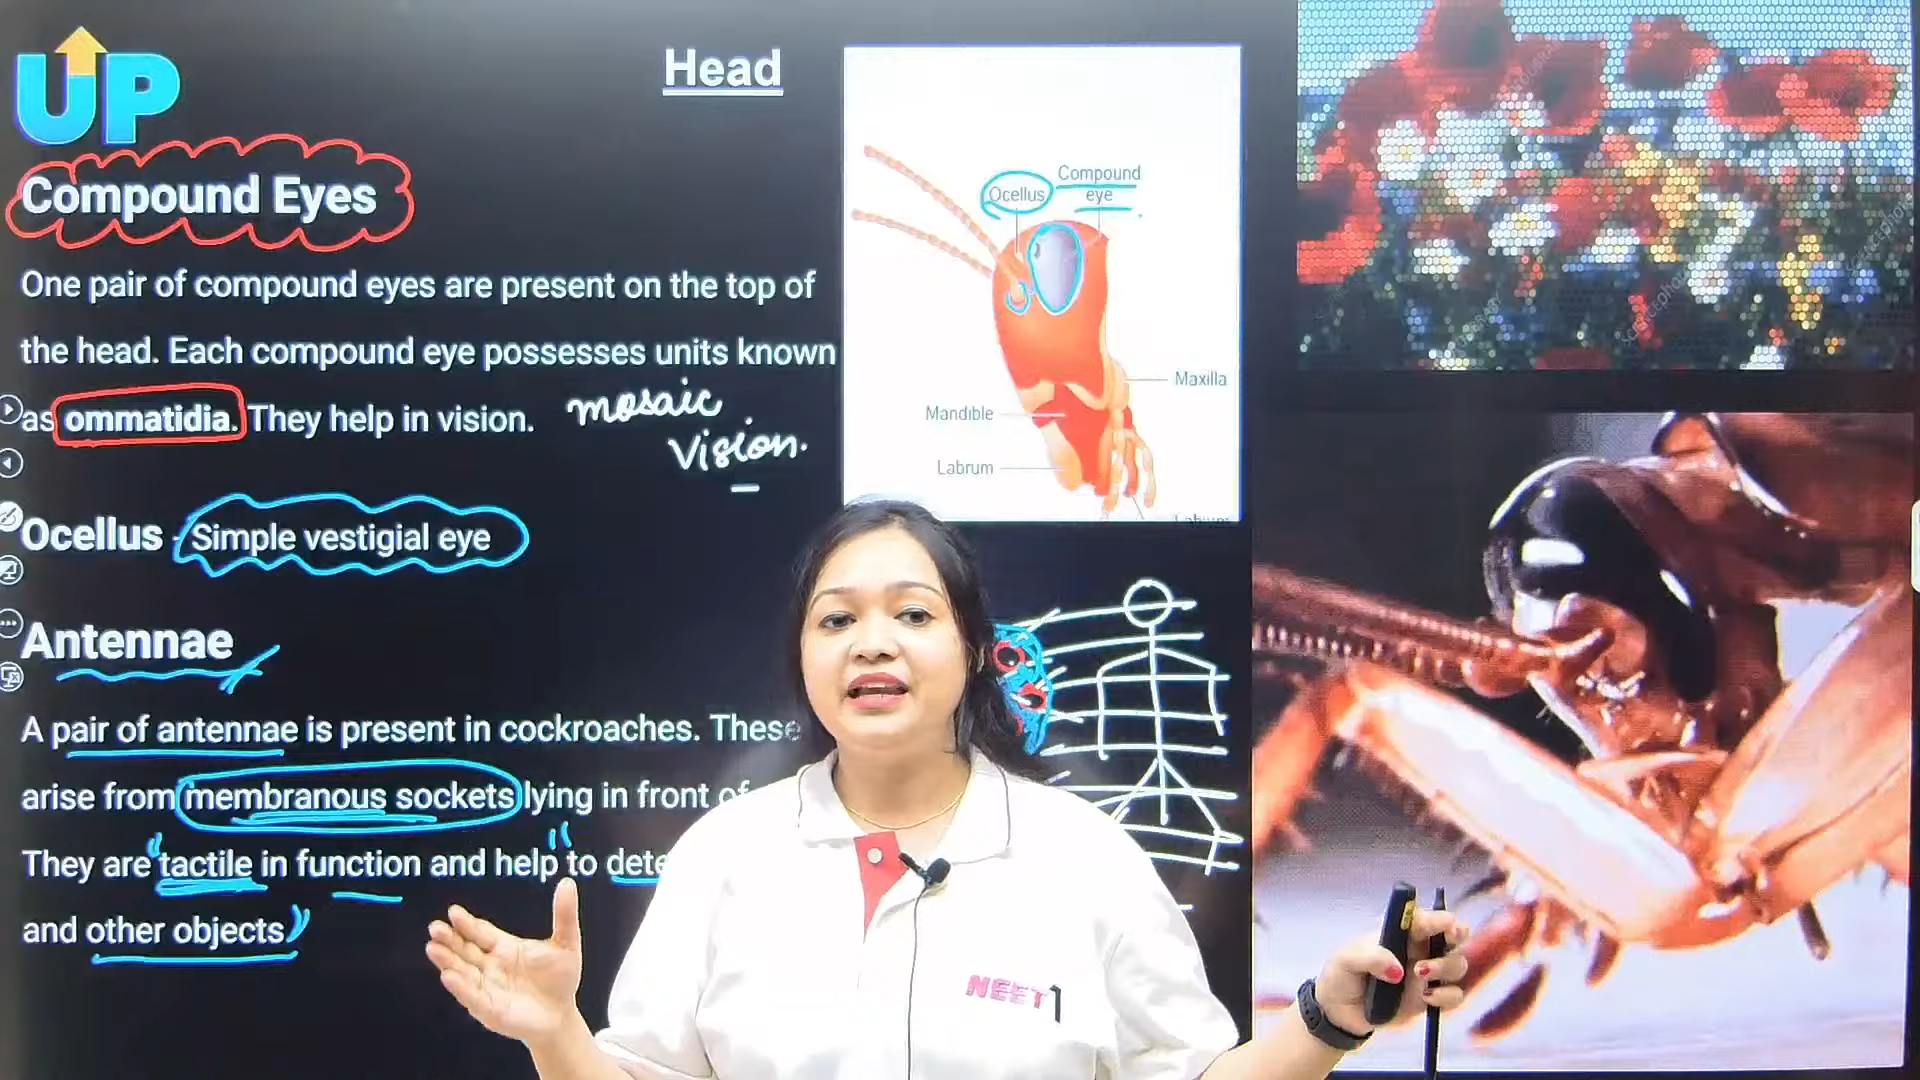 UP
Head
Compound Eyes
One pair of compound eyes are present on the top of
the head. Each compound eye possesses units known
as ommatidia. They help in vision.
mosaic
vision.
Ocellus - Simple vestigial eye
Antennae
A pair of antennae is present in cockroaches. These
arise from membranous sockets lying in front of
They are "tactile in function and help" to
and other objects
Ocellus
Compound
eye
Maxilla
Mandible
Labrum
Labium
NEET